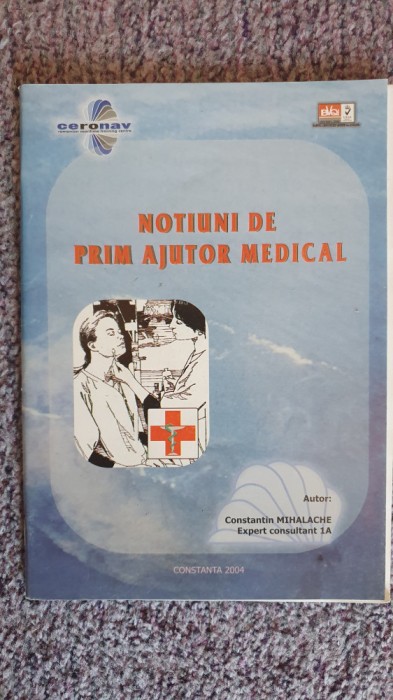 ceronav
NOTIUNI DE
PRIM AJUTOR MEDICAL
Autor:
Constantin MIHALACHE
Expert consultant 1A
CONSTANTA 2004